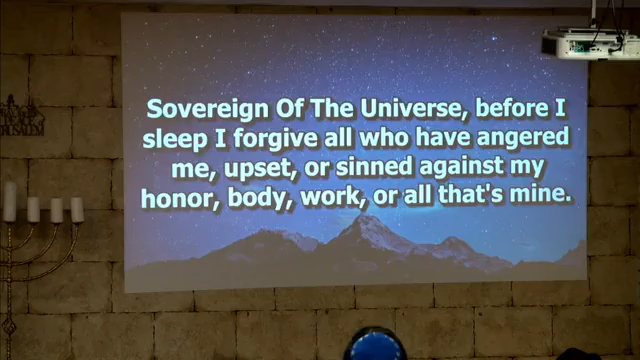 Sovereign Of The Universe, before I
sleep I forgive all who have angered
me, upset, or sinned against my
honor, body, work, or all that's mine.